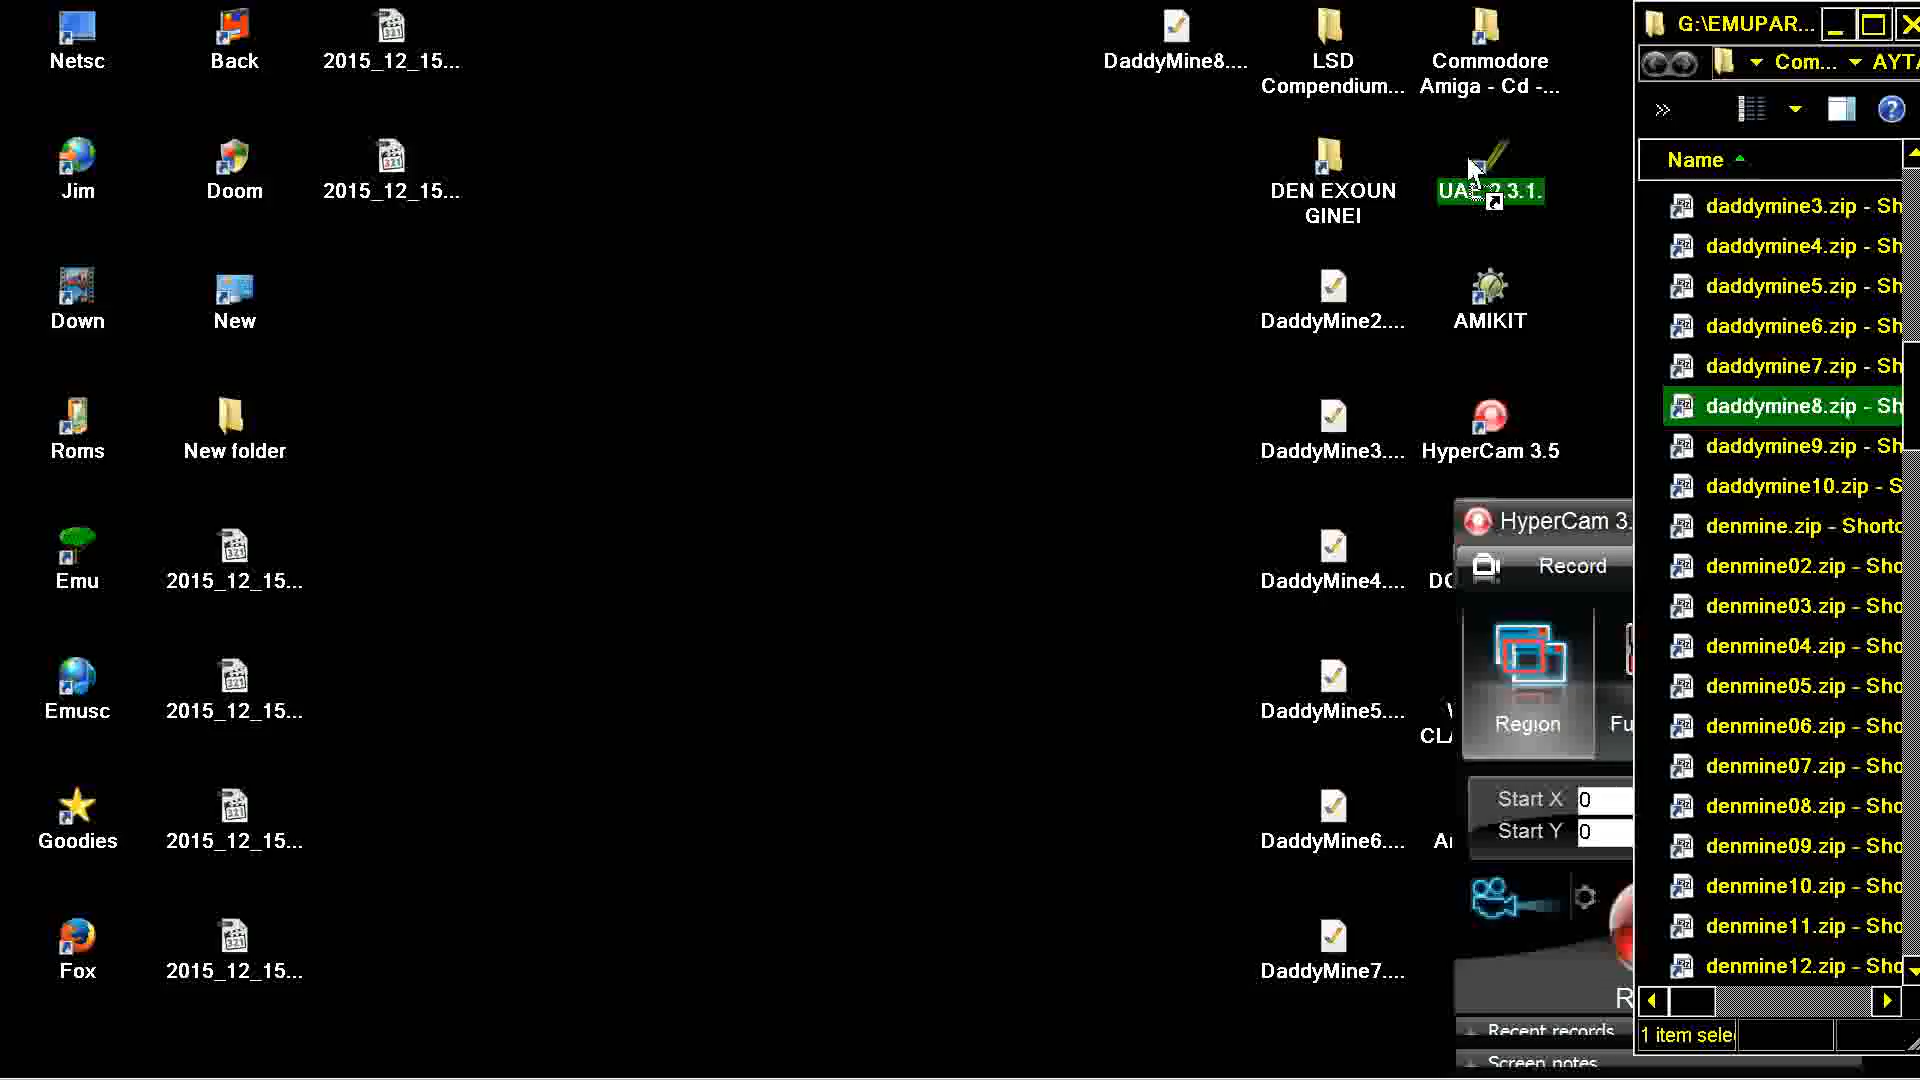 Netsc
Back
2015_12_15...
DaddyMine8....
LSD
Compendium...
Commodore
Amiga - Cd -...
Jim
Doom
2015_12_15...
DEN EXOUN
GINEI
Down
New
DaddyMine2....
AMIKIT
Roms
New folder
DaddyMine3....
HyperCam 3.5
Emu
2015_12_15...
DaddyMine4....
Emusc
2015_12_15...
DaddyMine5....
Goodies
2015_12_15...
DaddyMine6....
Fox
2015_12_15...
DaddyMine7....
HyperCam 3.
Record
Region
Fu
Start X 0
Start Y 0
Recent records
Screen notes
G:\EMUPAR...
Com...
AYTA
Name
daddymine3.zip - Sh
daddymine4.zip - Sh
daddymine5.zip - Sh
daddymine6.zip - Sh
daddymine7.zip - Sh
daddymine8.zip - Sh
daddymine9.zip - Sh
daddymine10.zip - S
denmine.zip - Shortc
denmine02.zip - Sho
denmine03.zip - Sho
denmine04.zip - Sho
denmine05.zip - Sho
denmine06.zip - Sho
denmine07.zip - Sho
denmine08.zip - Sho
denmine09.zip - Sho
denmine10.zip - Sho
denmine11.zip - Sho
denmine12.zip - Sho
1 item sele